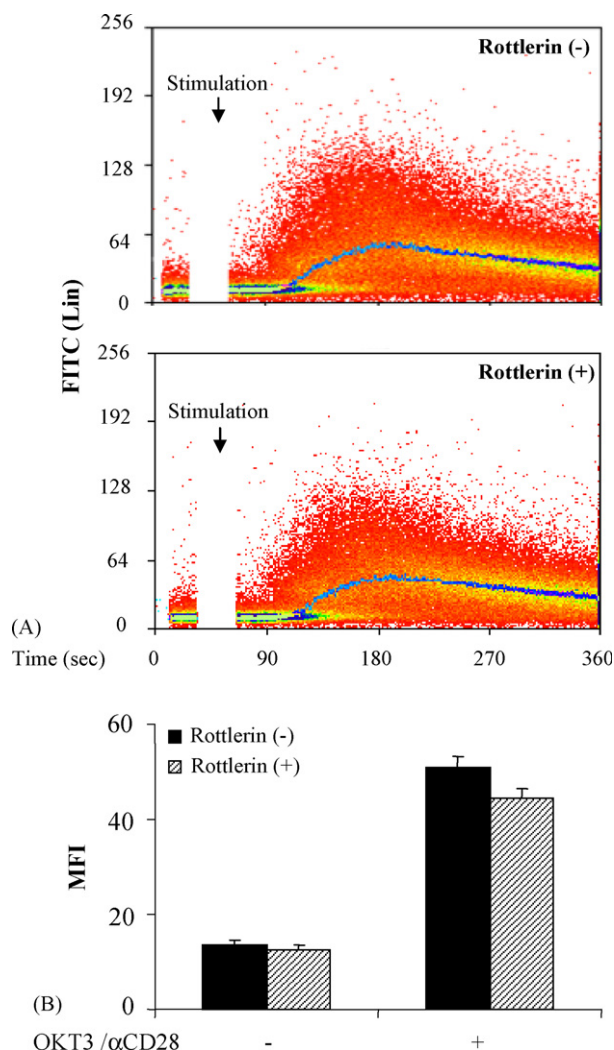 256
Rottlerin (-)
192
Stimulation
128
64
0
FITC (Lin)
256
Rottlerin (+)
192
Stimulation
128
64
0
(A)
Time (sec) 0 90 180 270 360
60
Rottlerin (-)
Rottlerin (+)
40
MFI
20
0
(B)
OKT3 /αCD28 - +